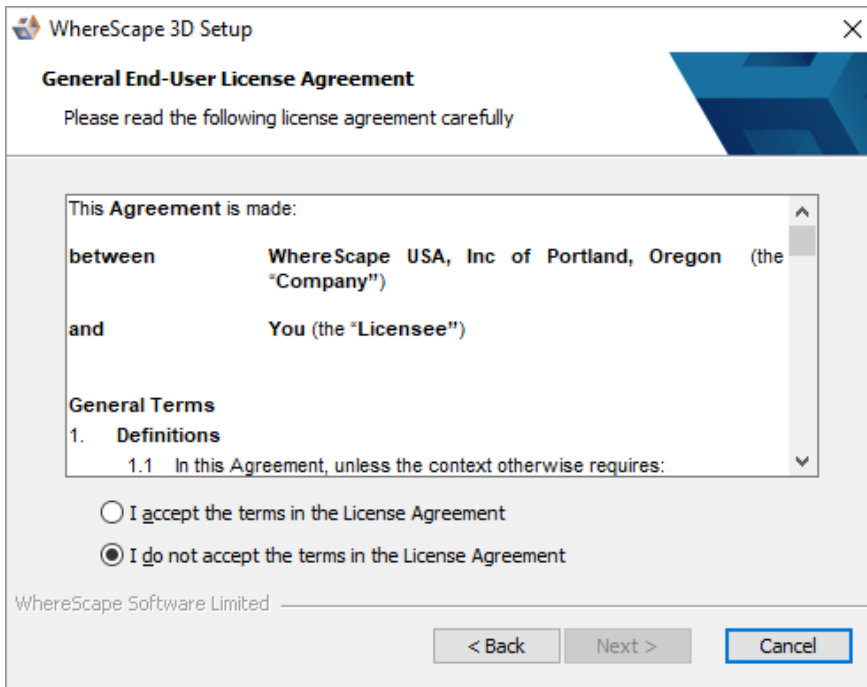 WhereScape 3D Setup
General End-User License Agreement
Please read the following license agreement carefully
This Agreement is made:
between WhereScape USA, Inc of Portland, Oregon (the
“Company”)
and You (the “Licensee”)
General Terms
1. Definitions
1.1 In this Agreement, unless the context otherwise requires:
I accept the terms in the License Agreement
I do not accept the terms in the License Agreement
WhereScape Software Limited
< Back Next > Cancel